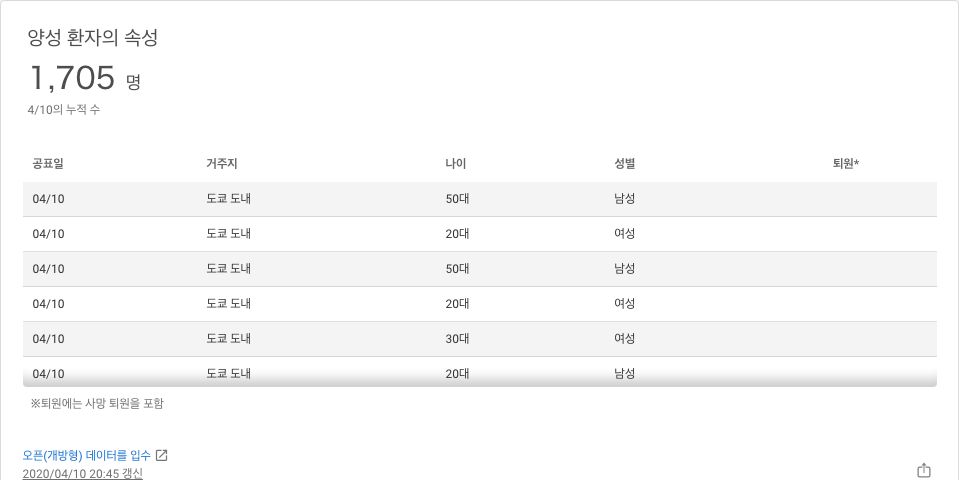 양성 환자의 속성
1,705 명
4/10의 누적 수
공표일 거주지 나이 성별 퇴원*
04/10 도쿄 도내 50대 남성
04/10 도쿄 도내 20대 여성
04/10 도쿄 도내 50대 남성
04/10 도쿄 도내 20대 여성
04/10 도쿄 도내 30대 여성
04/10 도쿄 도내 20대 남성
※퇴원에는 사망 퇴원을 포함
오픈(개방형) 데이터를 입수
2020/04/10 20:45 갱신